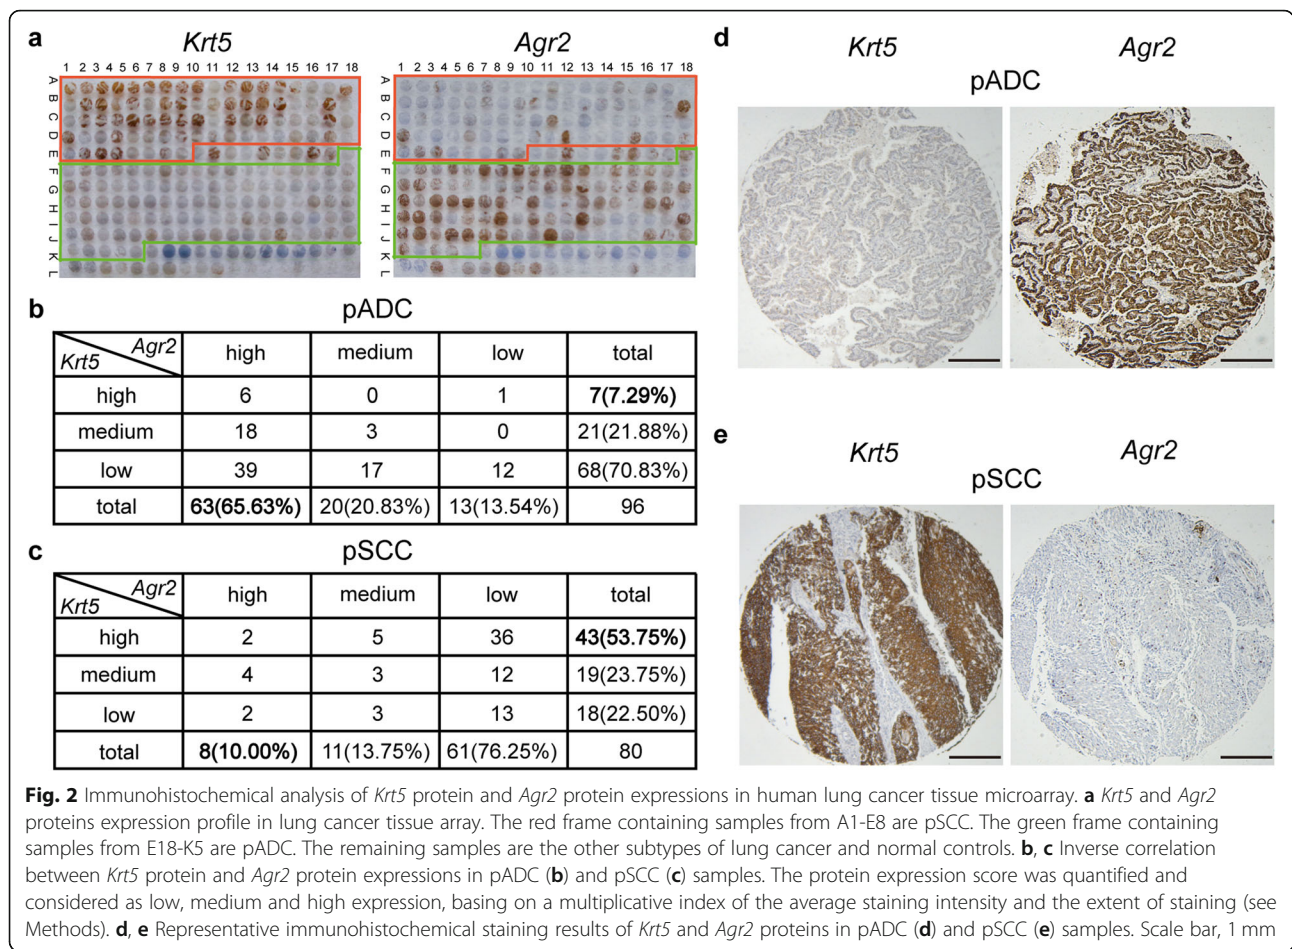 a
Krt5
Agr2
1 2 3 4 5 6 7 8 9 10 11 12 13 14 15 16 17 18
1 2 3 4 5 6 7 8 9 10 11 12 13 14 15 16 17 18
A
B
C
D
E
F
G
H
I
J
K
L
A
B
C
D
E
F
G
H
I
J
K
L
b
pADC
Agr2
Krt5
high medium low total
high 6 0 1 7(7.29%)
medium 18 3 0 21(21.88%)
low 39 17 12 68(70.83%)
total 63(65.63%) 20(20.83%) 13(13.54%) 96
c
pSCC
Agr2
Krt5
high medium low total
high 2 5 36 43(53.75%)
medium 4 3 12 19(23.75%)
low 2 3 13 18(22.50%)
total 8(10.00%) 11(13.75%) 61(76.25%) 80
d
Krt5 Agr2
pADC
e
Krt5 Agr2
pSCC
Fig. 2 Immunohistochemical analysis of Krt5 protein and Agr2 protein expressions in human lung cancer tissue microarray. a Krt5 and Agr2
proteins expression profile in lung cancer tissue array. The red frame containing samples from A1-E8 are pSCC. The green frame containing
samples from E18-K5 are pADC. The remaining samples are the other subtypes of lung cancer and normal controls. b, c Inverse correlation
between Krt5 protein and Agr2 protein expressions in pADC (b) and pSCC (c) samples. The protein expression score was quantified and
considered as low, medium and high expression, basing on a multiplicative index of the average staining intensity and the extent of staining (see
Methods). d, e Representative immunohistochemical staining results of Krt5 and Agr2 proteins in pADC (d) and pSCC (e) samples. Scale bar, 1 mm